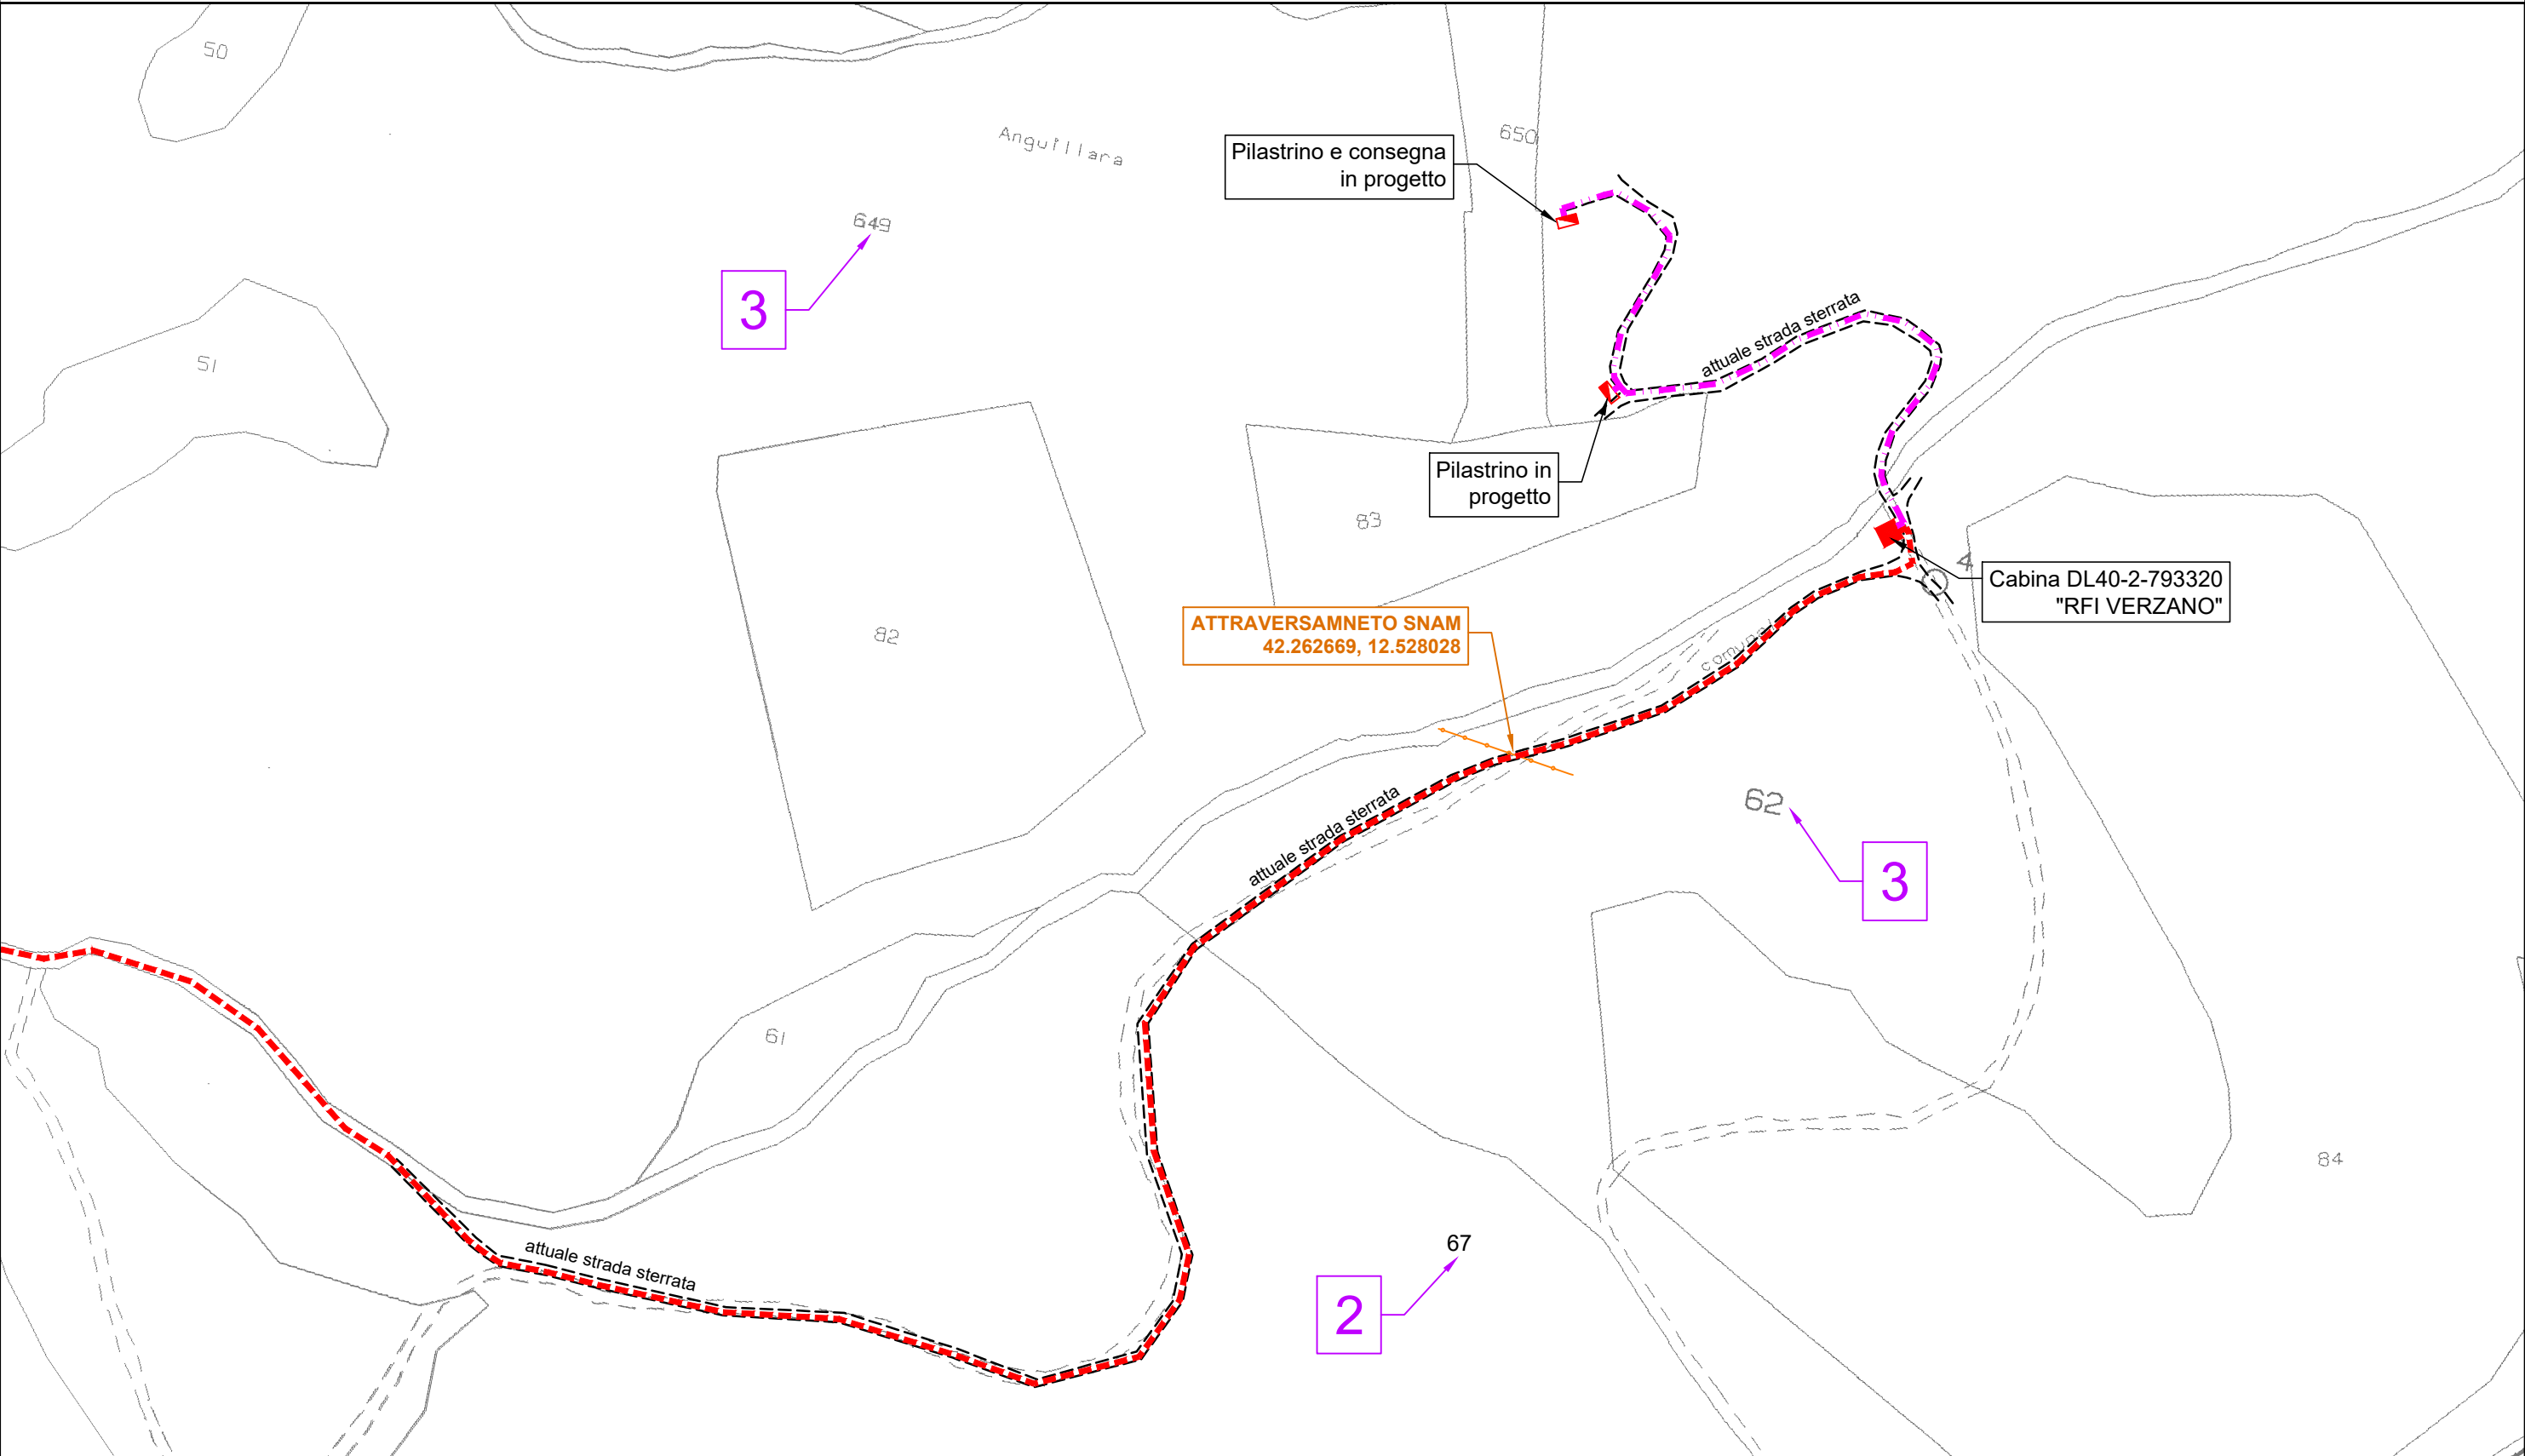 50
Anguillara
650
Pilastrino e consegna
in progetto
649
3
attuale strada sterrata
51
Pilastrino in
progetto
83
4
Cabina DL40-2-793320
"RFI VERZANO"
82
ATTRAVERSAMNETO SNAM
42.262669, 12.528028
62
attuale strada sterrata
3
61
84
67
attuale strada sterrata
2